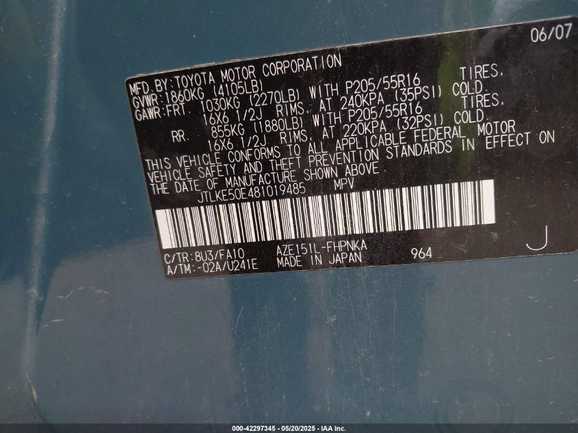 06/07
MFD.BY:TOYOTA MOTOR CORPORATION
GVWR:1860KG (4105LB)
GAWR:FRT 1030KG (2270LB) WITH P205/55R16 TIRES,
16X6 1/2J RIMS, AT 240KPA (35PSI) COLD.
RR 855KG (1880LB) WITH P205/55R16 TIRES,
16X6 1/2J RIMS, AT 220KPA (32PSI) COLD.
THIS VEHICLE CONFORMS TO ALL APPLICABLE FEDERAL MOTOR
VEHICLE SAFETY AND THEFT PREVENTION STANDARDS IN EFFECT ON
THE DATE OF MANUFACTURE SHOWN ABOVE.
JTLKE50E481019485 MPV
C/TR:8U3/FA10 AZE151L-FHPNKA
A/TM:-02A/U241E MADE IN JAPAN 964 J
000-42297345 - 05/20/2025 - IAA Inc.